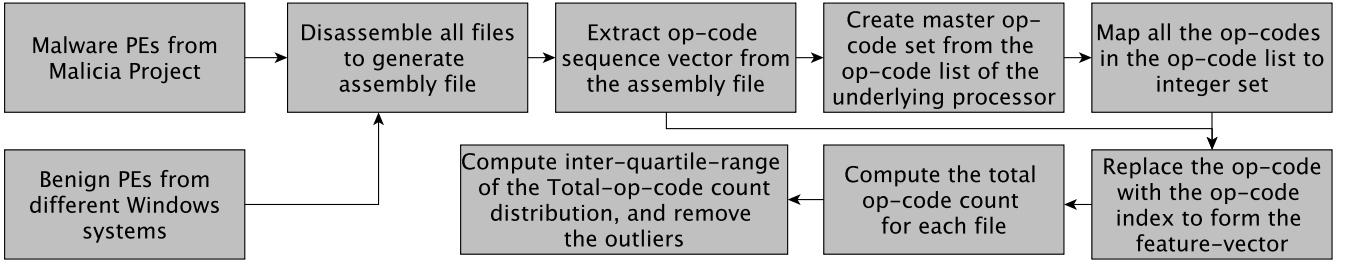 Malware PEs from
Malicia Project
Disassemble all files
to generate
assembly file
Extract op-code
sequence vector from
the assembly file
Create master op-
code set from the
op-code list of the
underlying processor
Map all the op-codes
in the op-code list to
integer set
Benign PEs from
different Windows
systems
Compute inter-quartile-range
of the Total-op-code count
distribution, and remove
the outliers
Compute the total
op-code count
for each file
Replace the op-code
with the op-code
index to form the
feature-vector